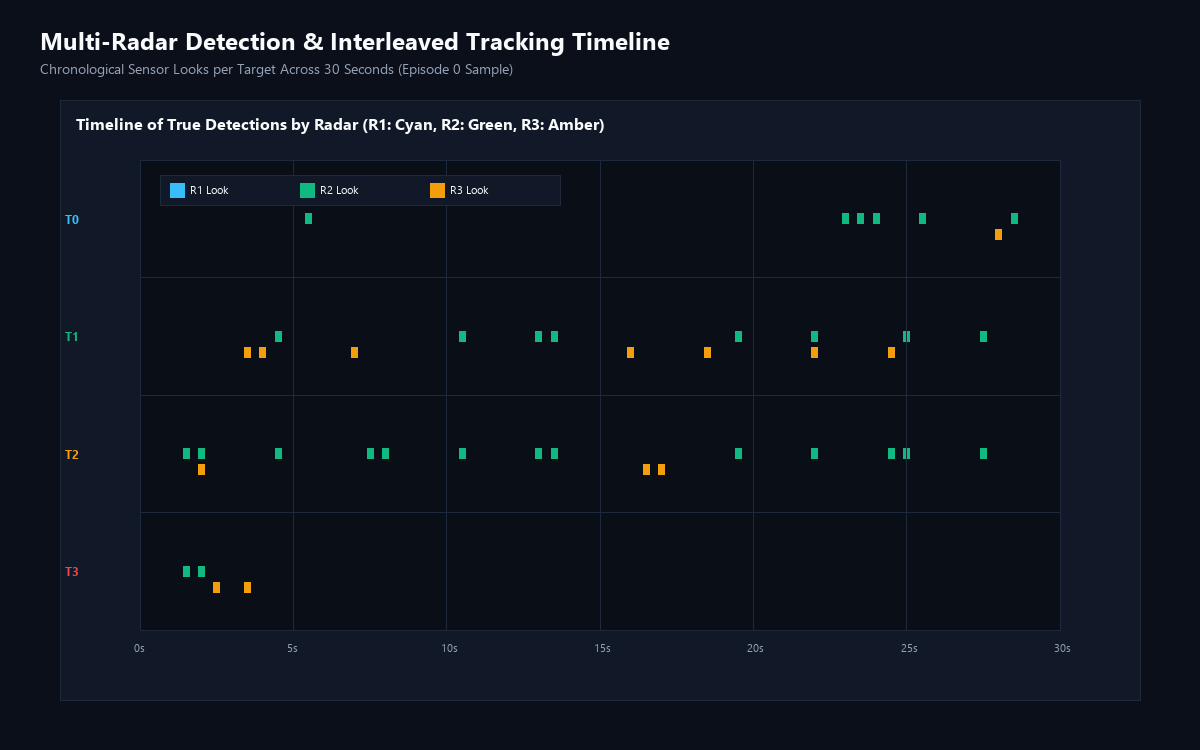 Multi-Radar Detection & Interleaved Tracking Timeline
Chronological Sensor Looks per Target Across 30 Seconds (Episode 0 Sample)
Timeline of True Detections by Radar (R1: Cyan, R2: Green, R3: Amber)
R1 Look R2 Look R3 Look
T0
T1
T2
T3
0s 5s 10s 15s 20s 25s 30s